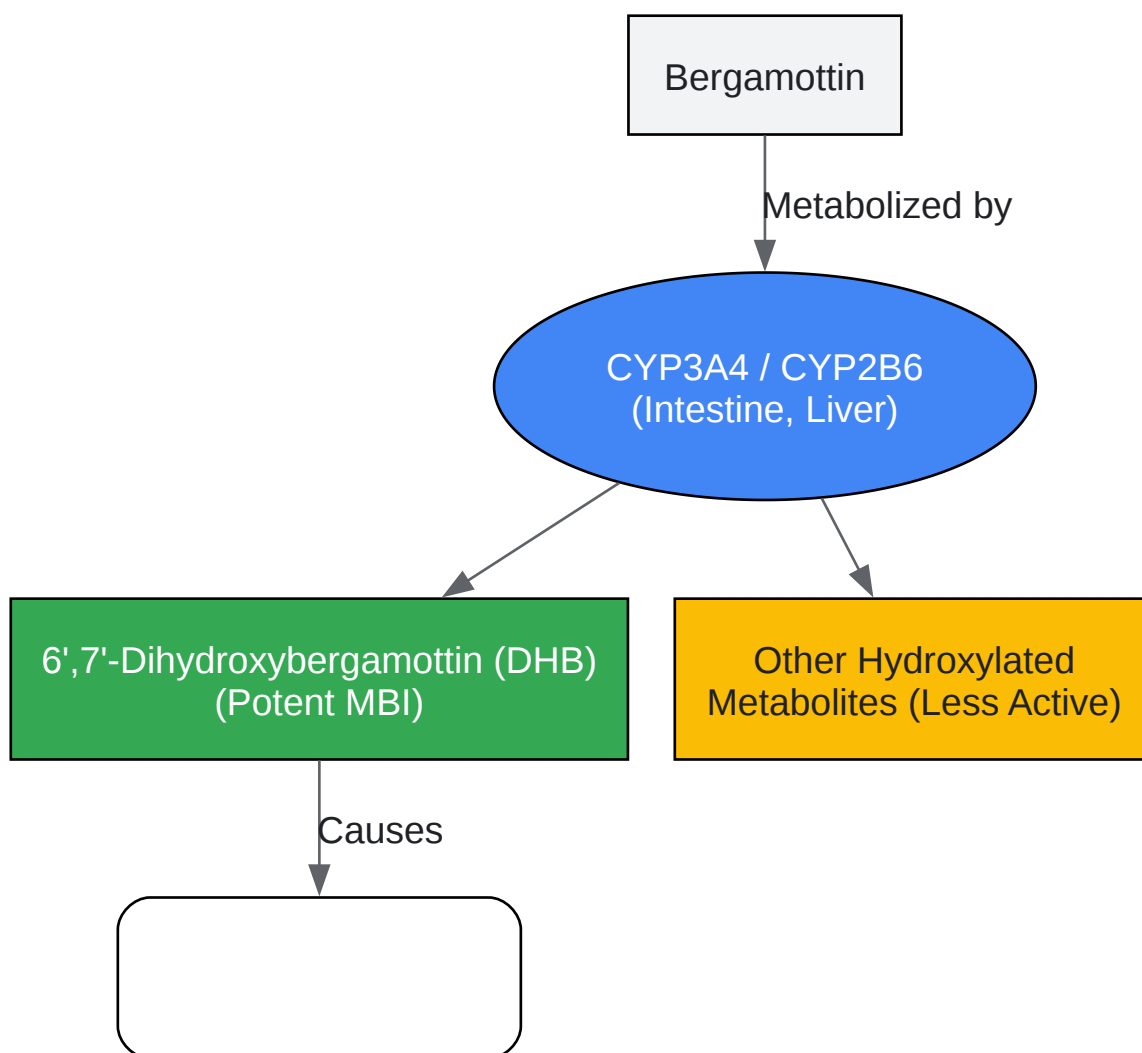 Bergamottin
Metabolized by
CYP3A4 / CYP2B6
(Intestine, Liver)
6',7'-Dihydroxybergamottin (DHB)
(Potent MBI)
Other Hydroxylated
Metabolites (Less Active)
Causes